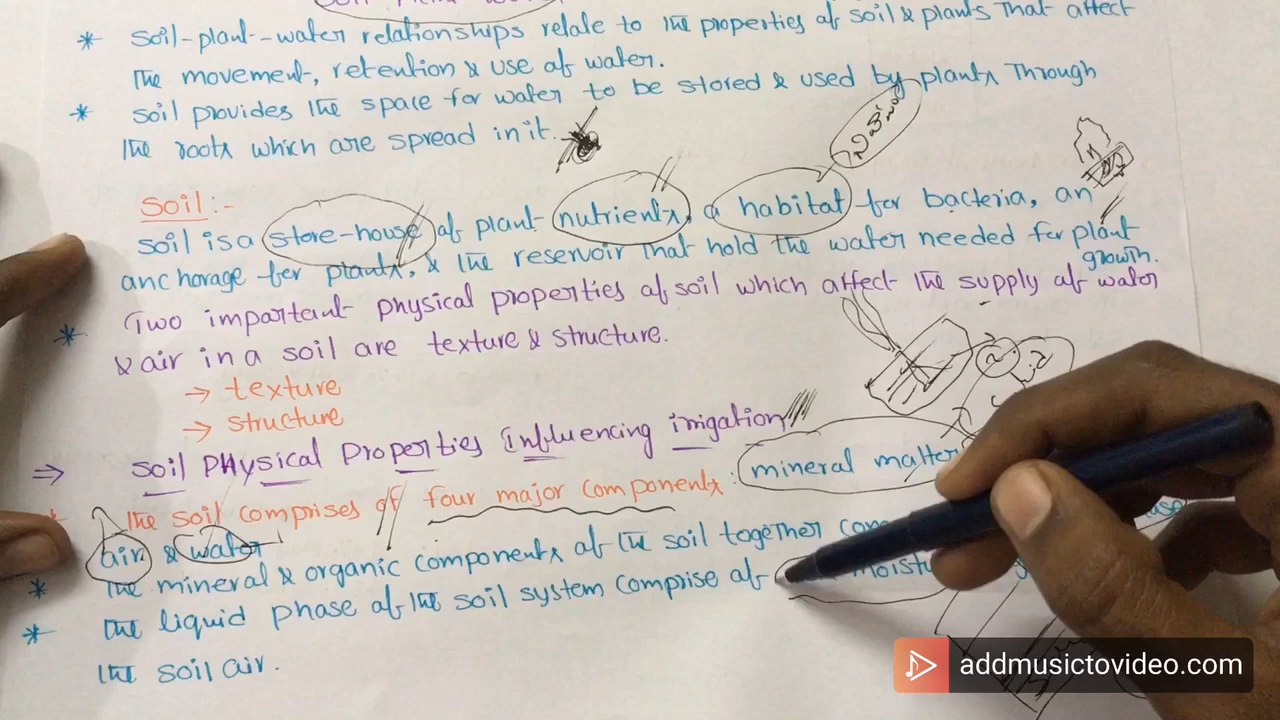 * Soil-plant-water relationships relate to the properties of soil & plants that affect
the movement, retention & use of water.
* soil provides the space for water to be stored & used by plants through
the roots which are spread in it.
Soil:-
soil is a store-house of plant nutrients, a habitat for bacteria, an
anchorage for plants, & the reservoir that hold the water needed for plant
growth.
* Two important physical properties of soil which affect the supply of water
& air in a soil are texture & structure.
→ texture
→ structure
⇒ soil Physical Properties influencing irrigation
* the soil comprises of four major components: mineral matter
air & water
* the mineral & organic components of the soil together
* the liquid phase of the soil system comprise of
the soil air.
addmusictovideo.com